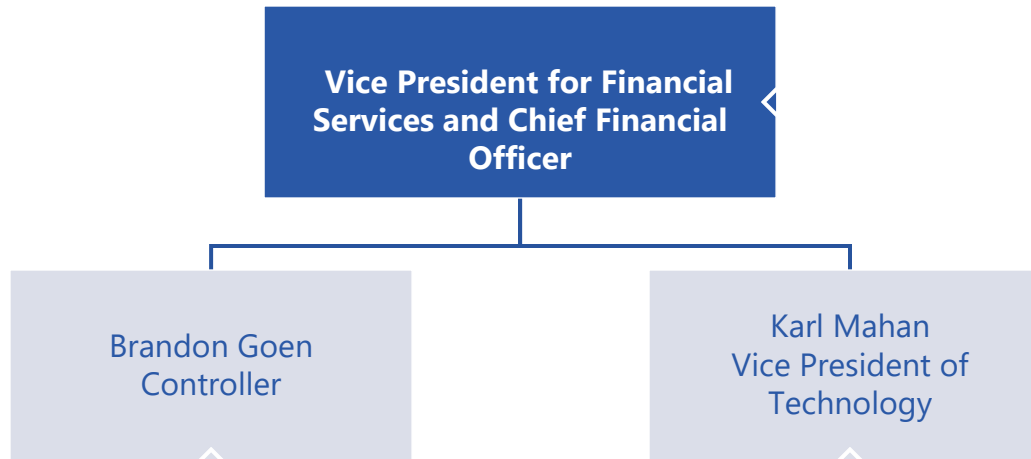 Vice President for Financial
Services and Chief Financial
Officer
Brandon Goen
Controller
Karl Mahan
Vice President of
Technology